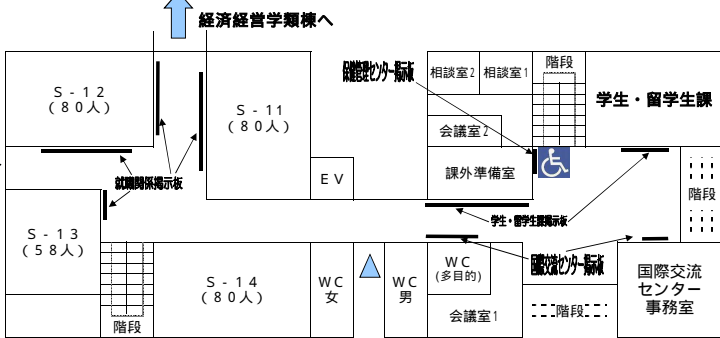 経済経営学類棟へ
S-12
(80人)
S-11
(80人)
保健管理センター掲示板
相談室2
相談室1
階段
学生・留学生課
会議室2
課外準備室
EV
就職関係掲示板
階段
S-13
(58人)
学生・留学生課掲示板
国際交流センター掲示板
S-14
(80人)
WC
女
WC
男
WC
(多目的)
会議室1
階段
階段
国際交流
センター
事務室